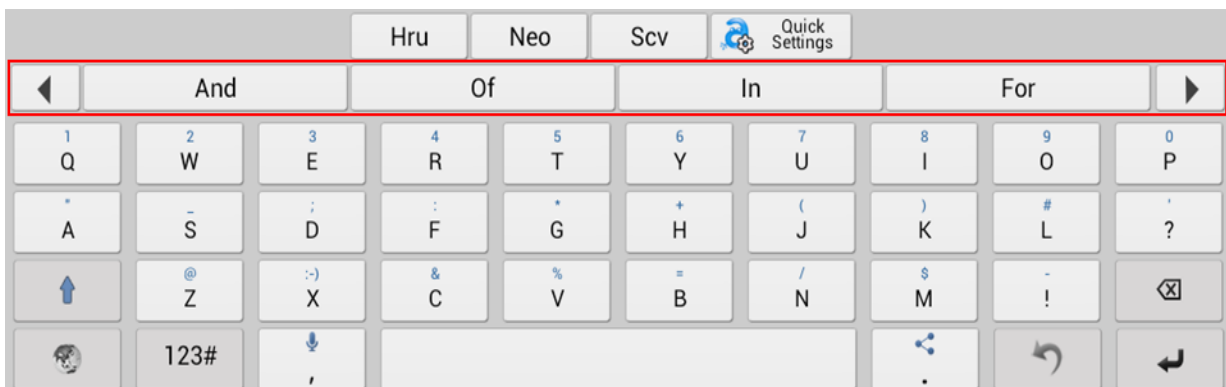 Hru Neo Scv Quick Settings
And Of In For
1 2 3 4 5 6 7 8 9 0
Q W E R T Y U I O P
" _ ; : * + ( ) # '
A S D F G H J K L ?
@ :-) & % = / $ -
Z X C V B N M !
123# , .